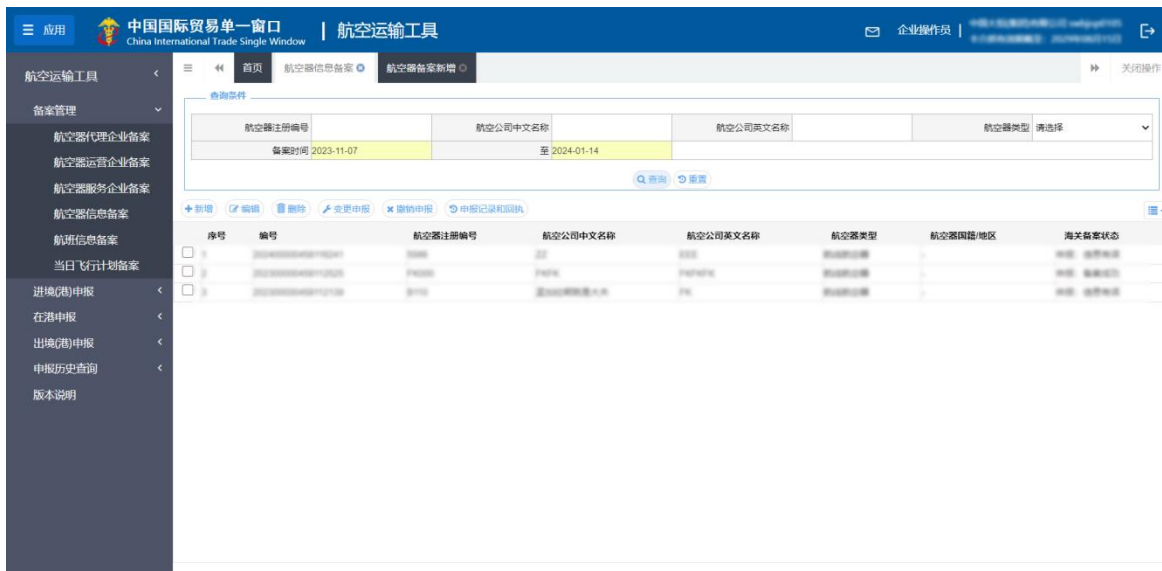 应用 中国国际贸易单一窗口 | 航空运输工具 企业操作员 |
China International Trade Single Window
航空运输工具
首页 航空器信息备案 航空器备案新增 关闭操作
备案管理
航空器代理企业备案
航空器运营企业备案
航空器服务企业备案
航空器信息备案
航班信息备案
当日飞行计划备案
进境(港)申报
在港申报
出境(港)申报
申报历史查询
版本说明
查询条件
航空器注册编号 航空公司中文名称 航空公司英文名称 航空器类型 请选择
备案时间 2023-11-07 至 2024-01-14
查询 重置
新增 编辑 删除 变更申报 撤销申报 申报记录和回执
序号 编号 航空器注册编号 航空公司中文名称 航空公司英文名称 航空器类型 航空器国籍/地区 海关备案状态